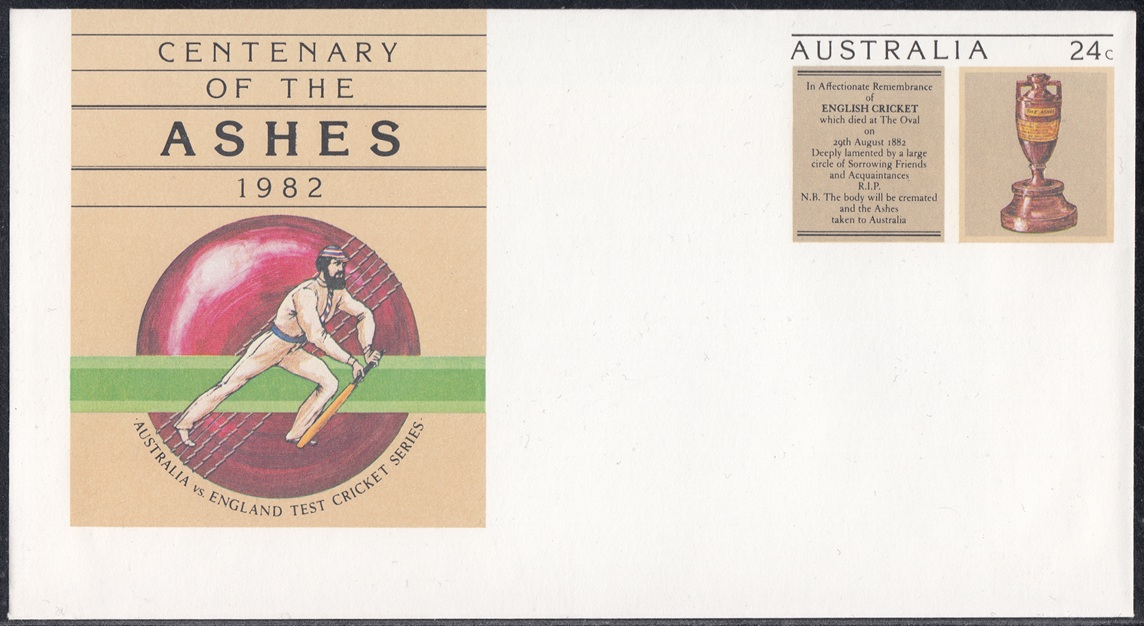 CENTENARY
OF THE
ASHES
1982
·AUSTRALIA vs. ENGLAND TEST CRICKET SERIES·
AUSTRALIA 24c
In Affectionate Remembrance
of
ENGLISH CRICKET
which died at The Oval
on
29th August 1882
Deeply lamented by a large
circle of Sorrowing Friends
and Acquaintances
R.I.P.
N.B. The body will be cremated
and the Ashes
taken to Australia